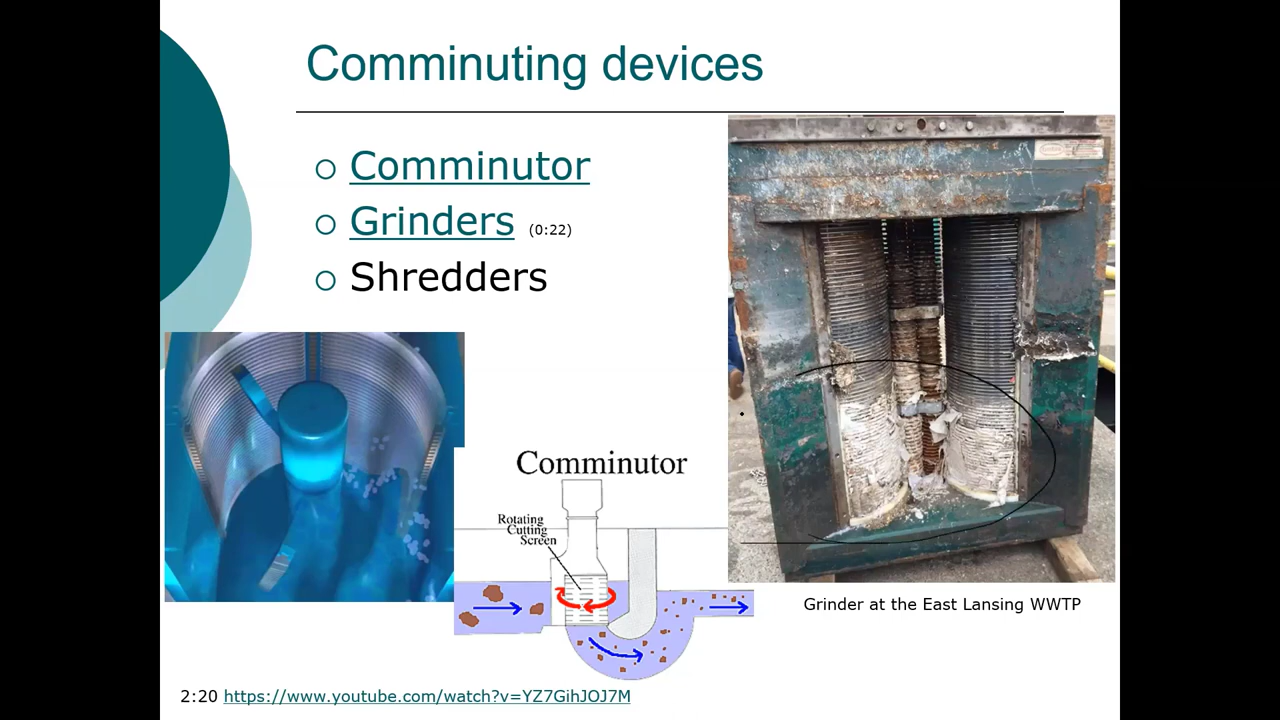 Comminuting devices
Comminutor
Grinders (0:22)
Shredders
Comminutor
Rotating
Cutting
Screen
Grinder at the East Lansing WWTP
2:20 https://www.youtube.com/watch?v=YZ7GihJOJ7M